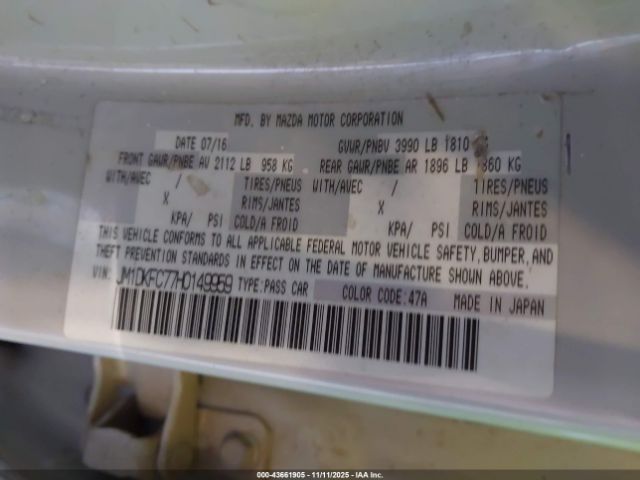 MFD. BY MAZDA MOTOR CORPORATION
DATE 07/16 GVWR/PNBV 3990 LB 1810
FRONT GAWR/PNBE AV 2112 LB 958 KG REAR GAWR/PNBE AR 1896 LB 860 KG
WITH/AVEC / TIRES/PNEUS WITH/AVEC / TIRES/PNEUS
X RIMS/JANTES X RIMS/JANTES
KPA/ PSI COLD/A FROID KPA/ PSI COLD/A FROID
THIS VEHICLE CONFORMS TO ALL APPLICABLE FEDERAL MOTOR VEHICLE SAFETY, BUMPER, AND
THEFT PREVENTION STANDARDS IN EFFECT ON THE DATE OF MANUFACTURE SHOWN ABOVE.
VIN: JM1DKFC77H0149959 TYPE:PASS CAR COLOR CODE:47A MADE IN JAPAN
000-43661905 - 11/11/2025 - IAA Inc.